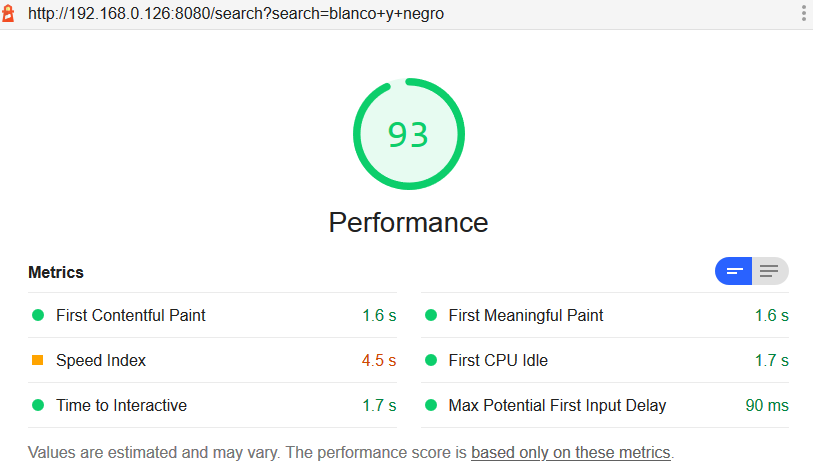 http://192.168.0.126:8080/search?search=blanco+y+negro
93
Performance
Metrics
First Contentful Paint 1.6 s
First Meaningful Paint 1.6 s
Speed Index 4.5 s
First CPU Idle 1.7 s
Time to Interactive 1.7 s
Max Potential First Input Delay 90 ms
Values are estimated and may vary. The performance score is based only on these metrics.